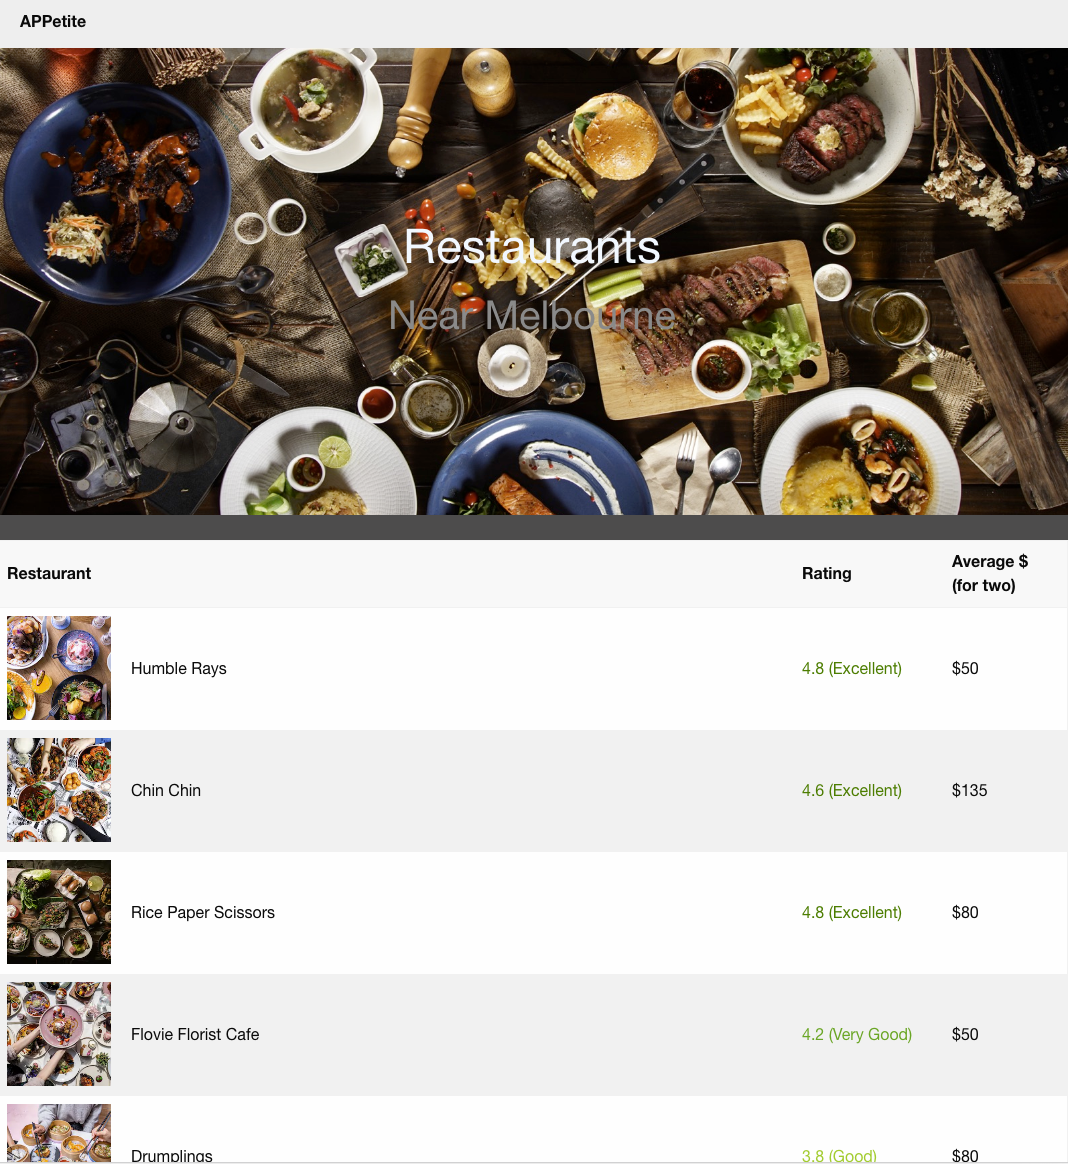 APPetite
Restaurants
Near Melbourne
Restaurant Rating Average $
(for two)
Humble Rays 4.8 (Excellent) $50
Chin Chin 4.6 (Excellent) $135
Rice Paper Scissors 4.8 (Excellent) $80
Flovie Florist Cafe 4.2 (Very Good) $50
Drumplings 3.8 (Good) $80